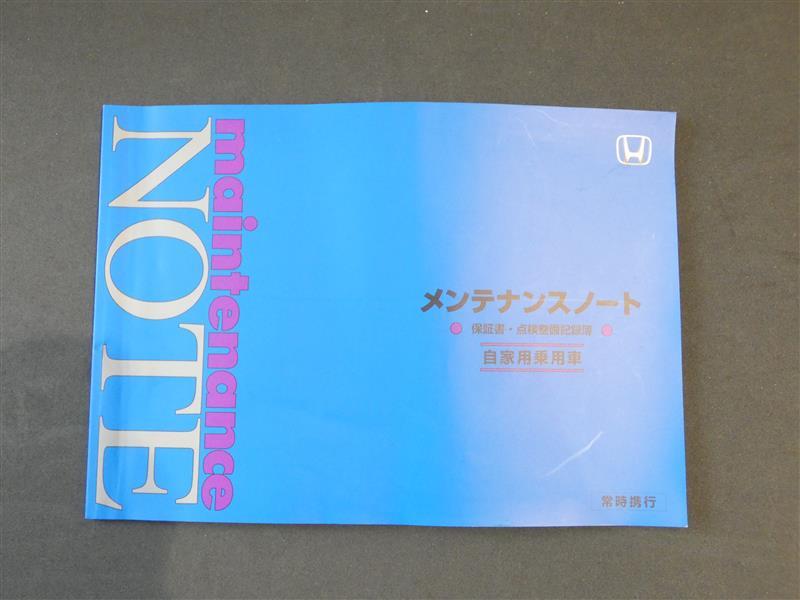 maintenance
NOTE
メンテナンスノート
保証書・点検整備記録簿
自家用乗用車
常時携行